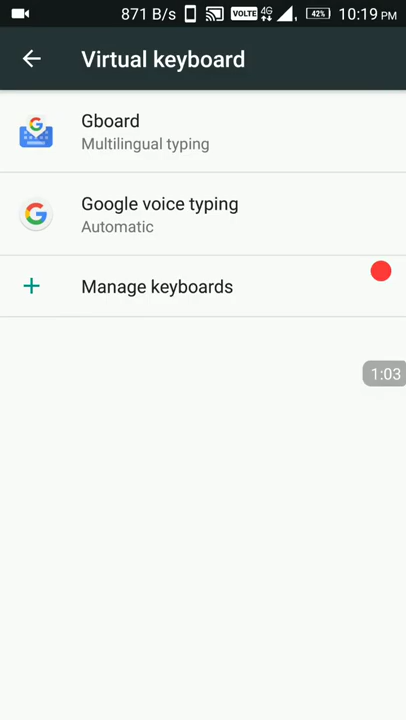 871 B/s VOLTE 4G 42% 10:19 PM
Virtual keyboard
Gboard
Multilingual typing
Google voice typing
Automatic
Manage keyboards
1:03